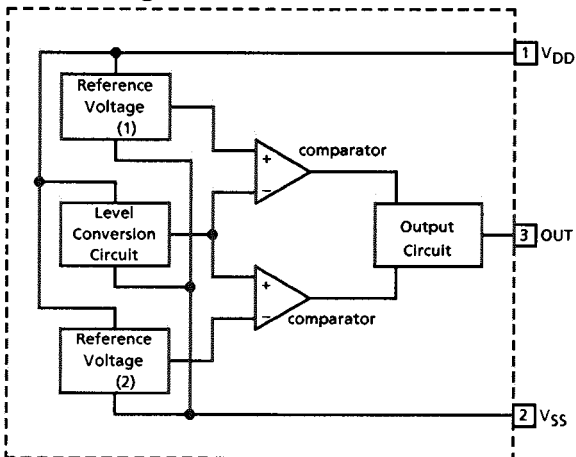 1 VDD
Reference
Voltage
(1)
+
−
comparator
Level
Conversion
Circuit
Output
Circuit
3 OUT
+
−
comparator
Reference
Voltage
(2)
2 VSS